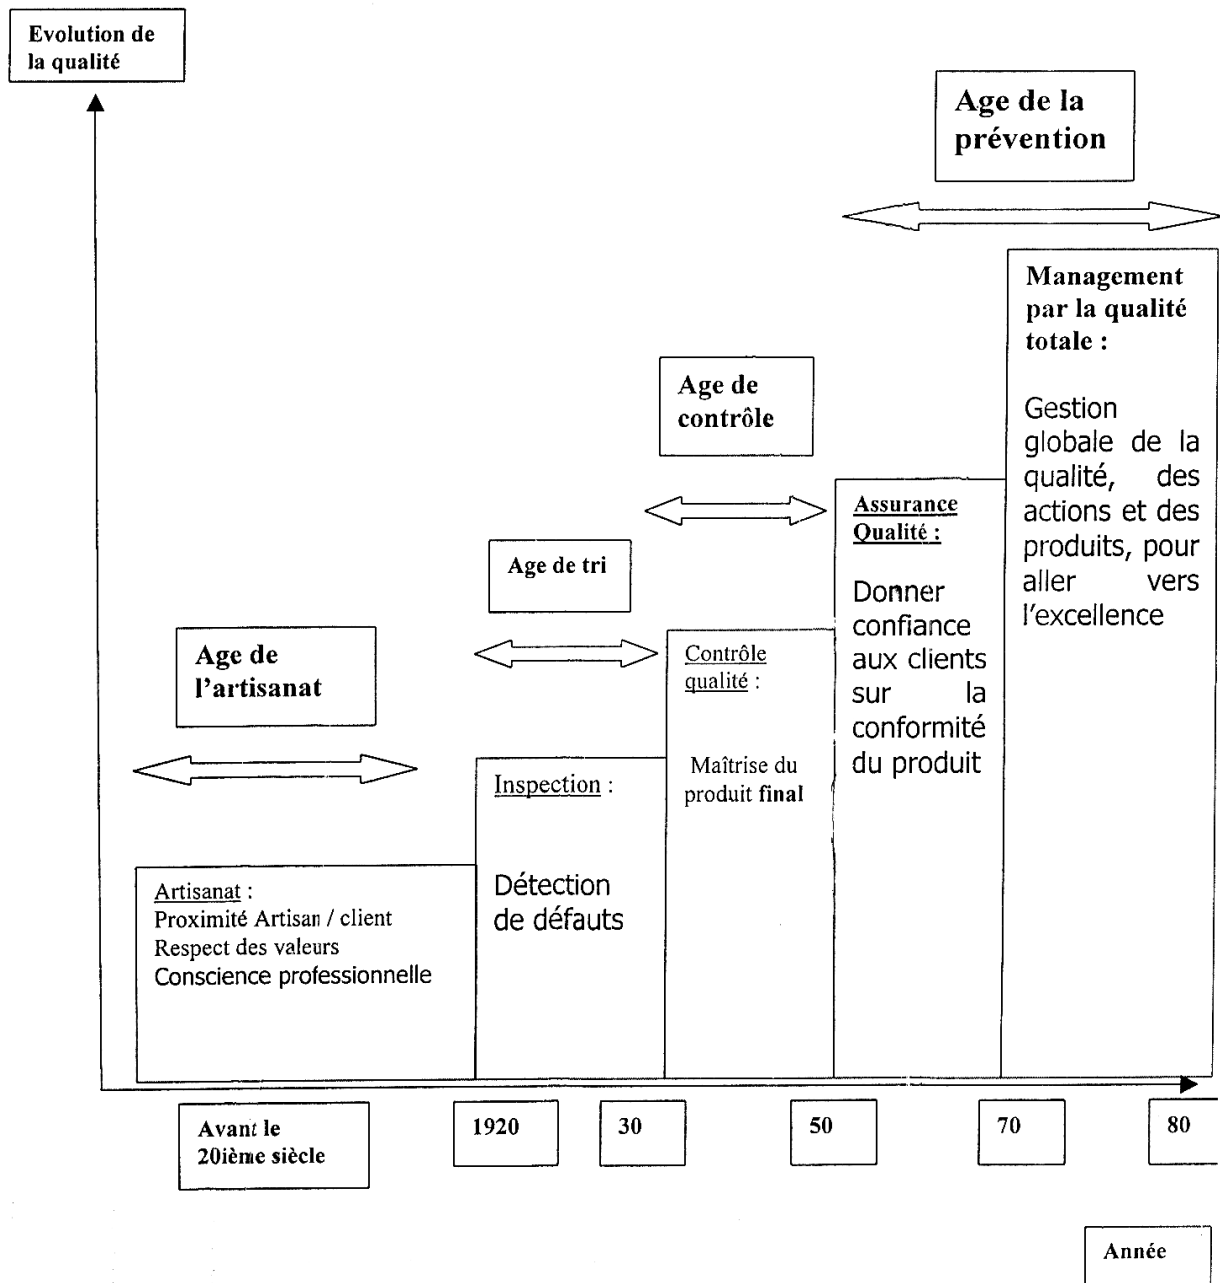 Evolution de
la qualité
Age de la
prévention
Management
par la qualité
totale :
Gestion
globale de la
qualité, des
actions et des
produits, pour
aller vers
l'excellence
Age de
contrôle
Assurance
Qualité :
Donner
confiance
aux clients
sur la
conformité
du produit
Age de tri
Contrôle
qualité :
Maîtrise du
produit final
Age de
l'artisanat
Inspection :
Détection
de défauts
Artisanat :
Proximité Artisan / client
Respect des valeurs
Conscience professionnelle
Avant le
20ième siècle
1920
30
50
70
80
Année